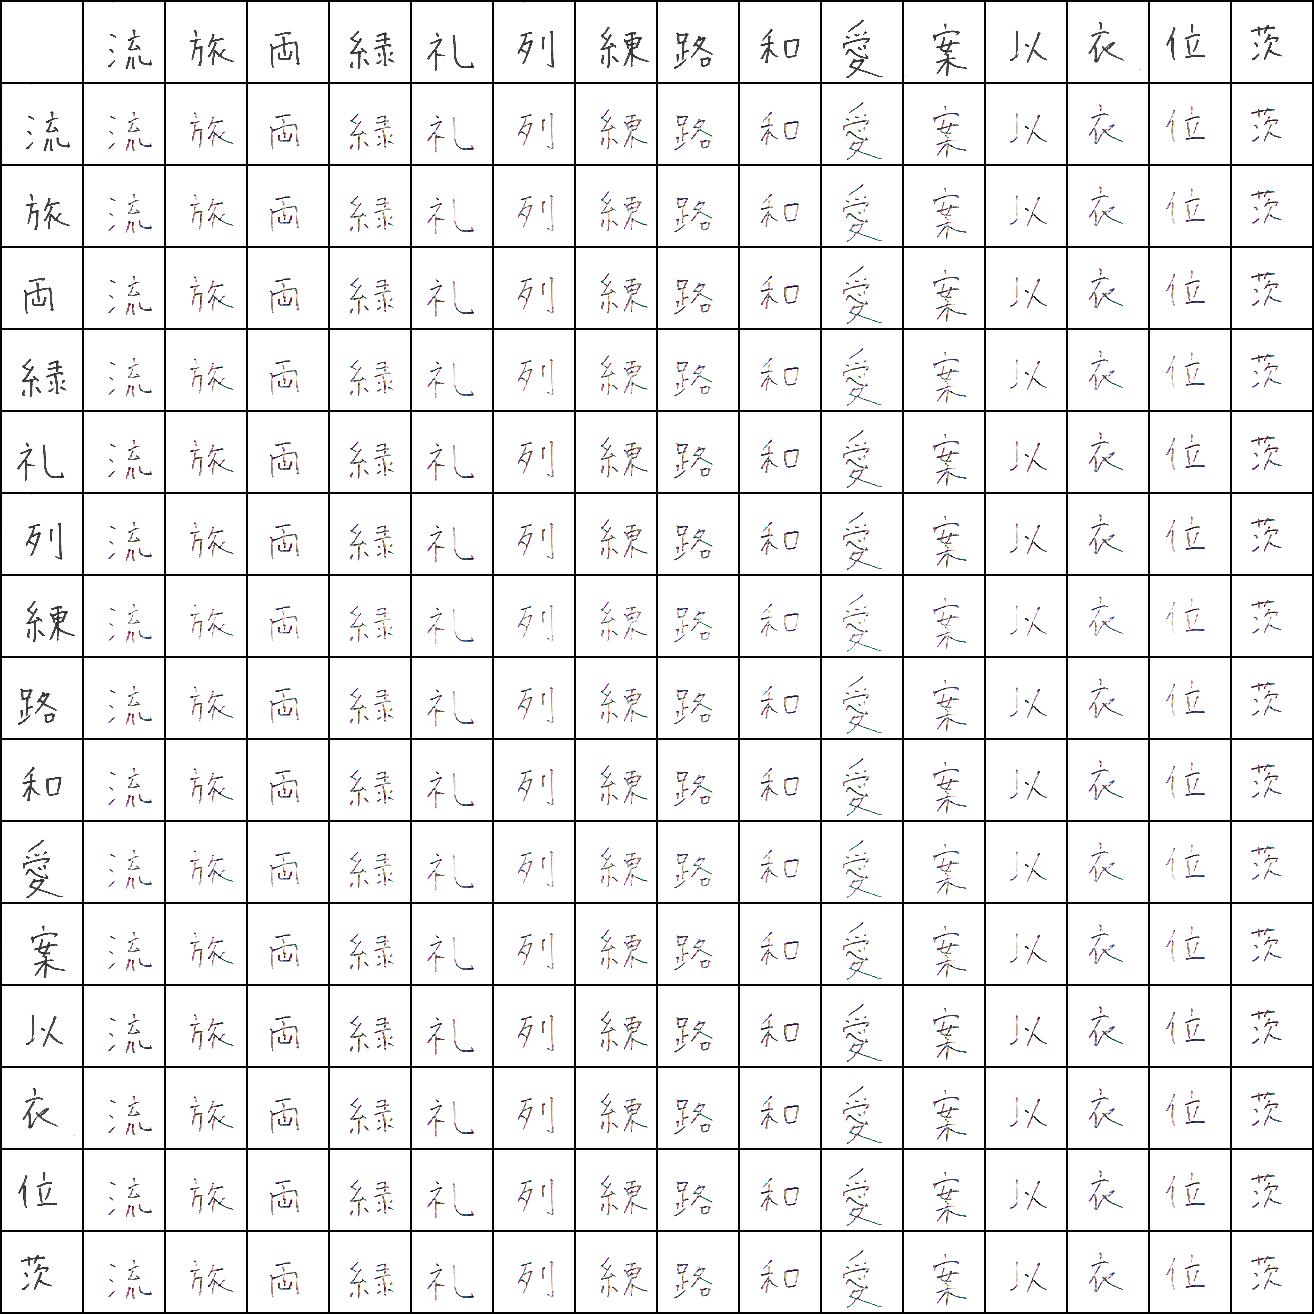 流 旅 両 緑 礼 列 練 路 和 愛 案 以 衣 位 茨
流 流 旅 両 緑 礼 列 練 路 和 愛 案 以 衣 位 茨
旅 流 旅 両 緑 礼 列 練 路 和 愛 案 以 衣 位 茨
両 流 旅 両 緑 礼 列 練 路 和 愛 案 以 衣 位 茨
緑 流 旅 両 緑 礼 列 練 路 和 愛 案 以 衣 位 茨
礼 流 旅 両 緑 礼 列 練 路 和 愛 案 以 衣 位 茨
列 流 旅 両 緑 礼 列 練 路 和 愛 案 以 衣 位 茨
練 流 旅 両 緑 礼 列 練 路 和 愛 案 以 衣 位 茨
路 流 旅 両 緑 礼 列 練 路 和 愛 案 以 衣 位 茨
和 流 旅 両 緑 礼 列 練 路 和 愛 案 以 衣 位 茨
愛 流 旅 両 緑 礼 列 練 路 和 愛 案 以 衣 位 茨
案 流 旅 両 緑 礼 列 練 路 和 愛 案 以 衣 位 茨
以 流 旅 両 緑 礼 列 練 路 和 愛 案 以 衣 位 茨
衣 流 旅 両 緑 礼 列 練 路 和 愛 案 以 衣 位 茨
位 流 旅 両 緑 礼 列 練 路 和 愛 案 以 衣 位 茨
茨 流 旅 両 緑 礼 列 練 路 和 愛 案 以 衣 位 茨